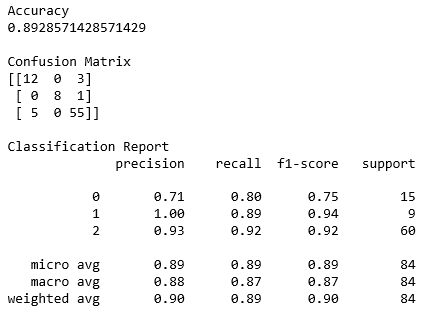 Accuracy
0.8928571428571429
Confusion Matrix
[[12  0  3]
 [ 0  8  1]
 [ 5  0 55]]
Classification Report
              precision    recall  f1-score   support
           0       0.71      0.80      0.75        15
           1       1.00      0.89      0.94         9
           2       0.93      0.92      0.92        60
   micro avg       0.89      0.89      0.89        84
   macro avg       0.88      0.87      0.87        84
weighted avg       0.90      0.89      0.90        84